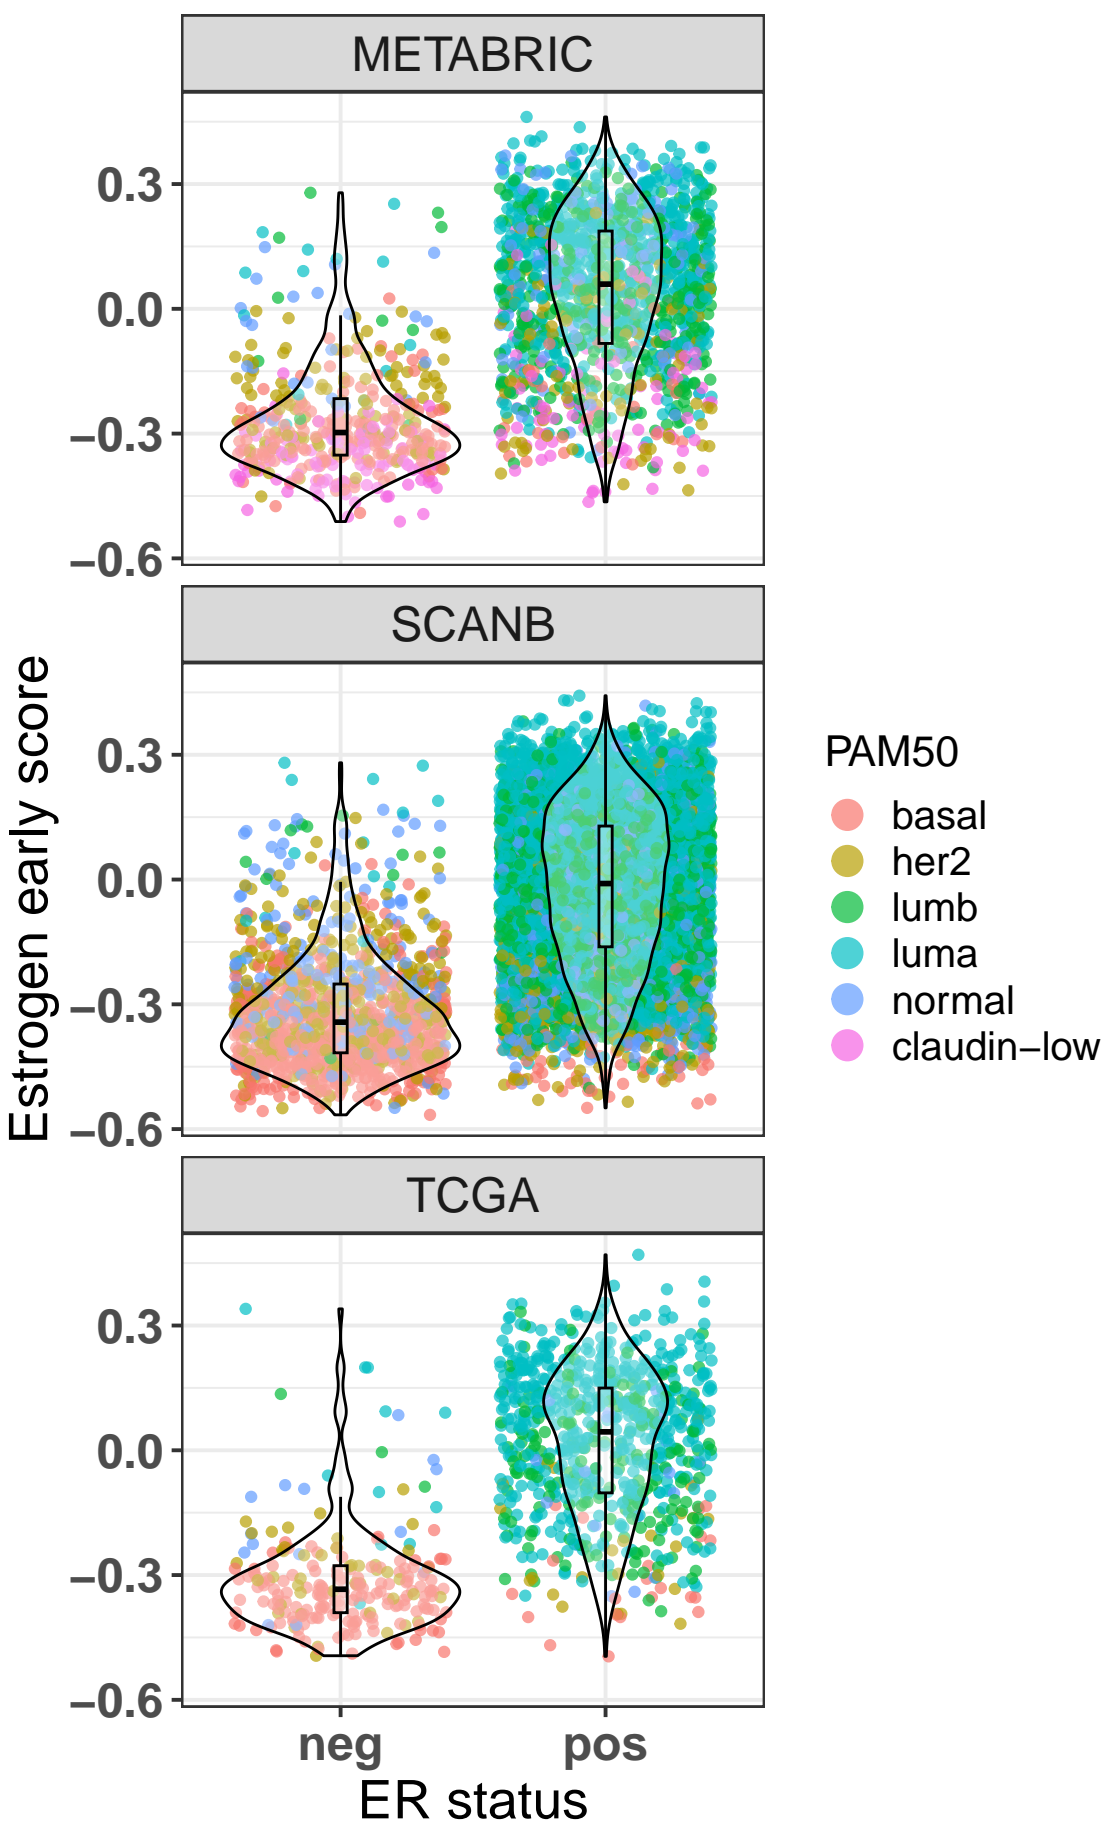 METABRIC
0.3
0.0
−0.3
−0.6
SCANB
0.3
0.0
−0.3
−0.6
TCGA
0.3
0.0
−0.3
−0.6
neg pos
ER status
Estrogen early score
PAM50
basal
her2
lumb
luma
normal
claudin−low